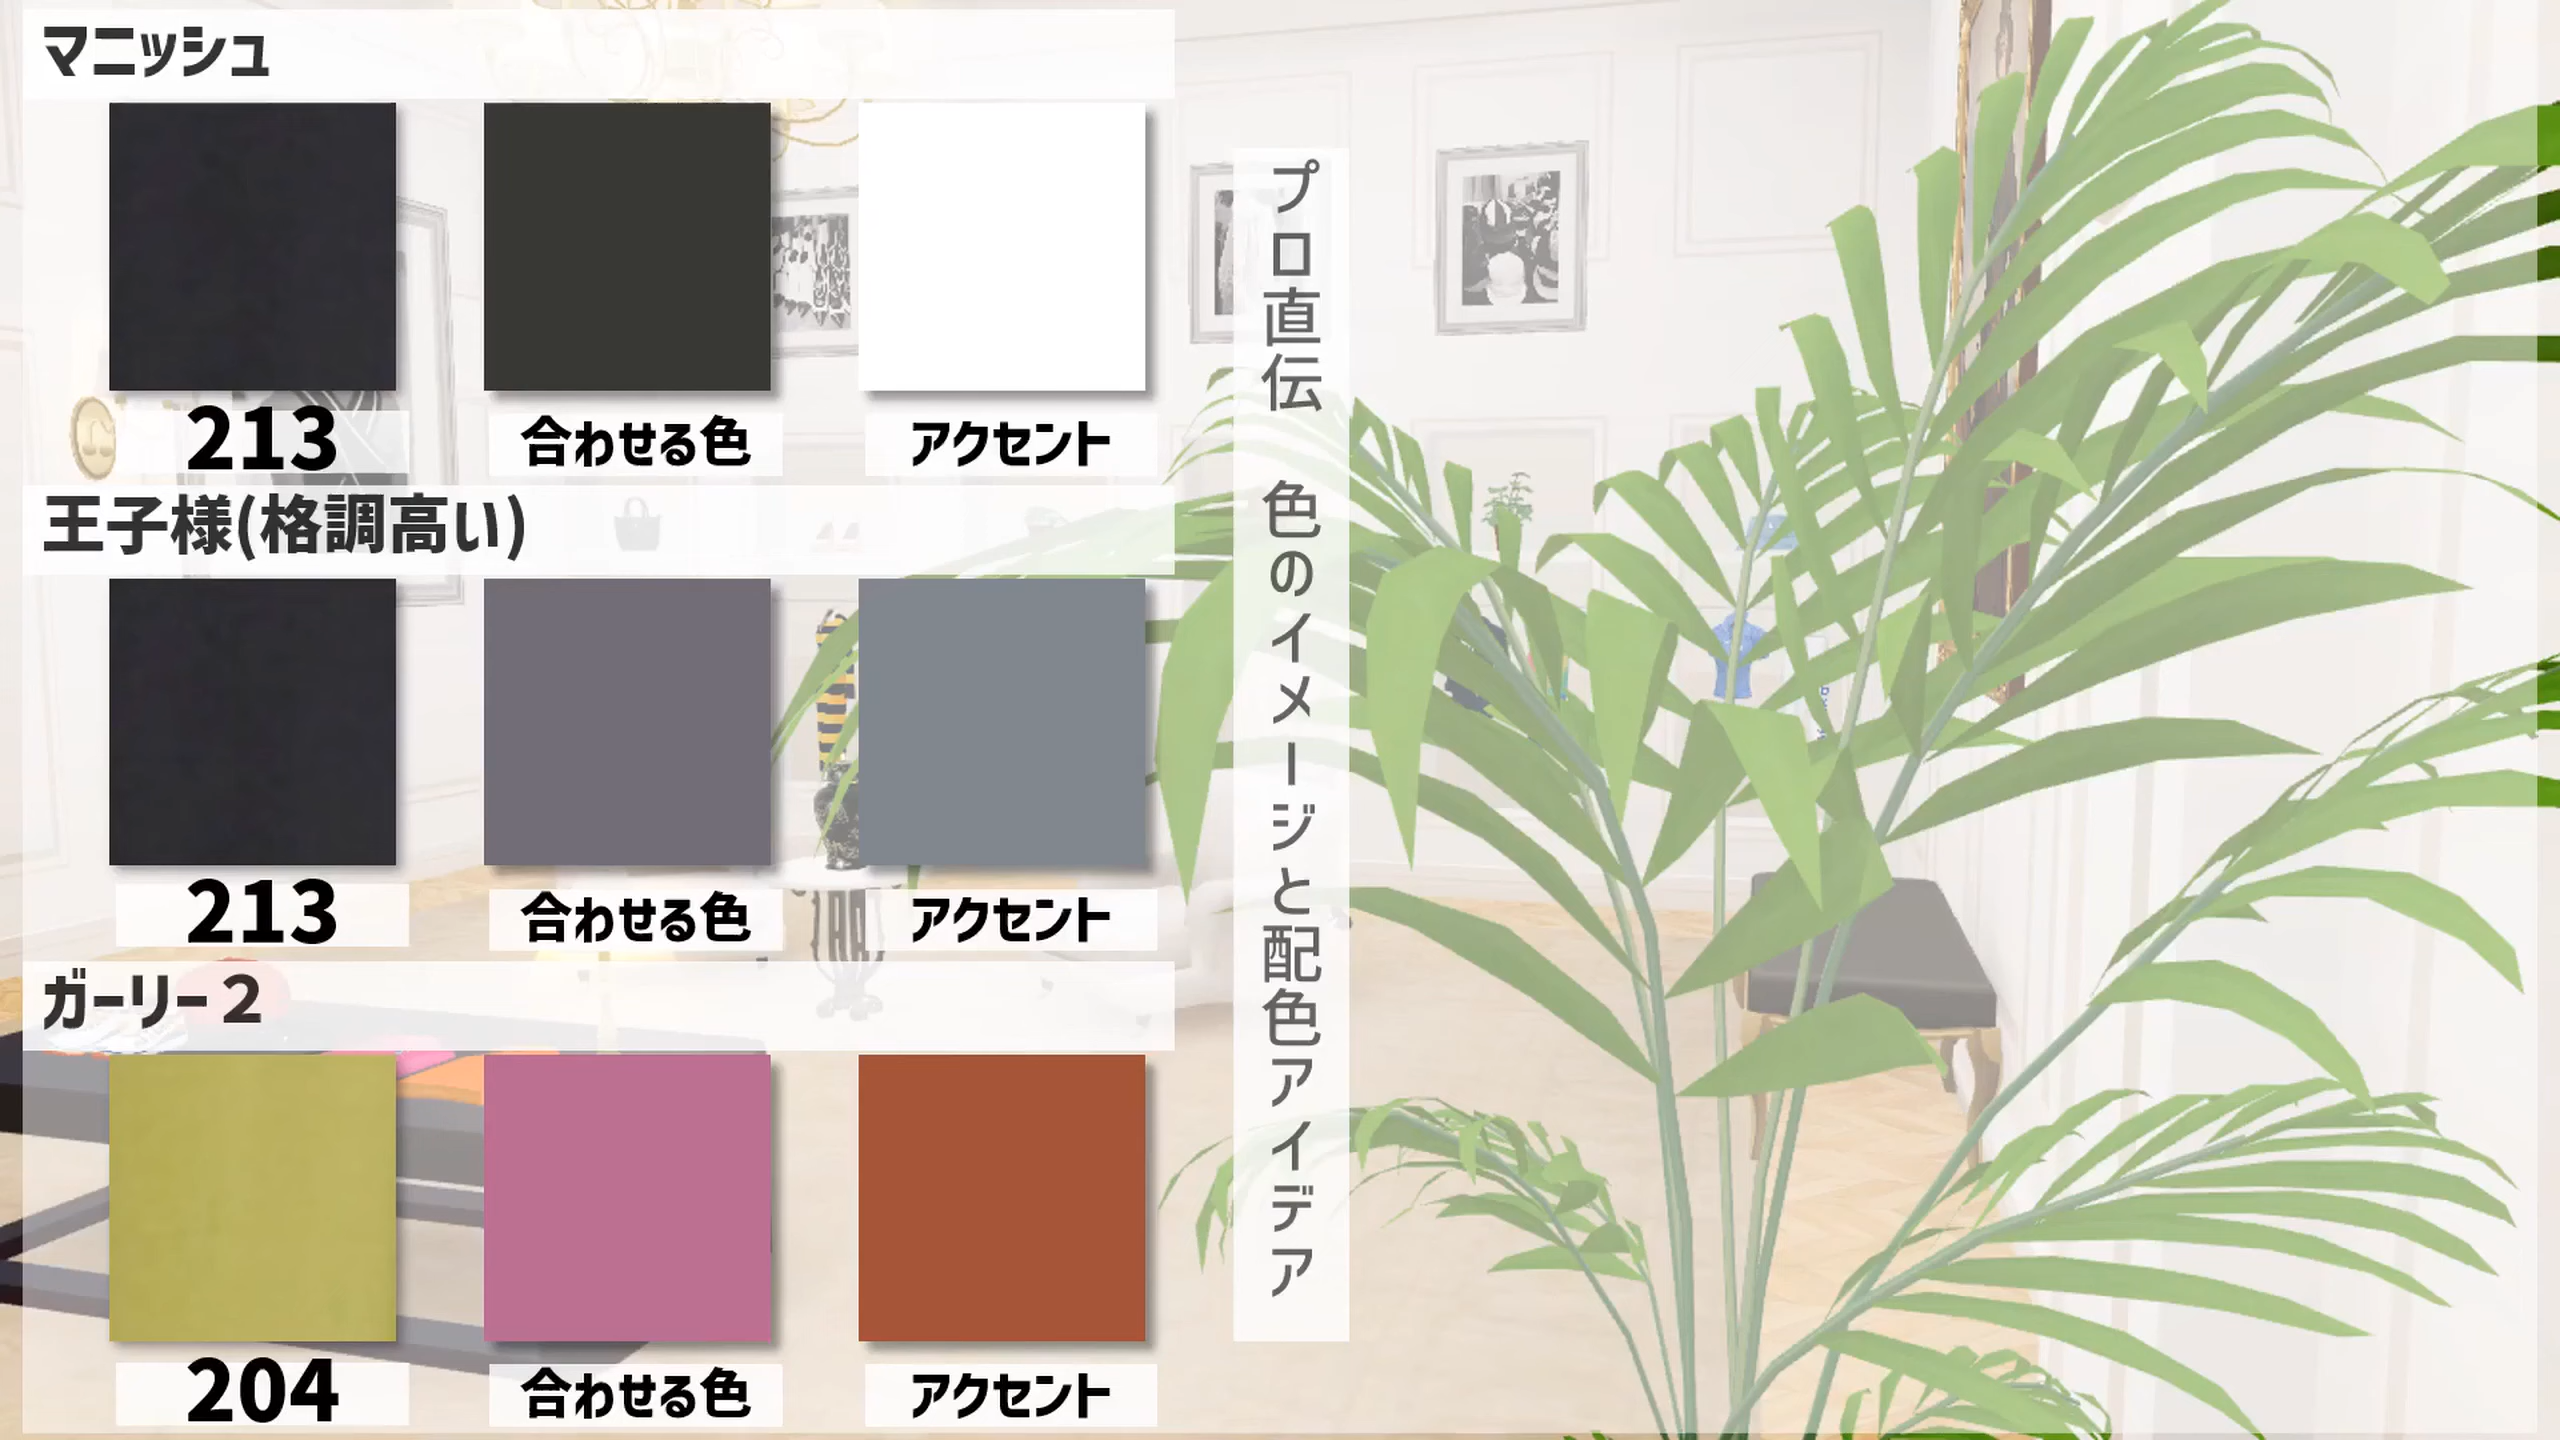 マニッシュ
213
合わせる色
アクセント
王子様(格調高い)
213
合わせる色
アクセント
ガーリー２
204
合わせる色
アクセント
プロ直伝　色のイメージと配色アイデア